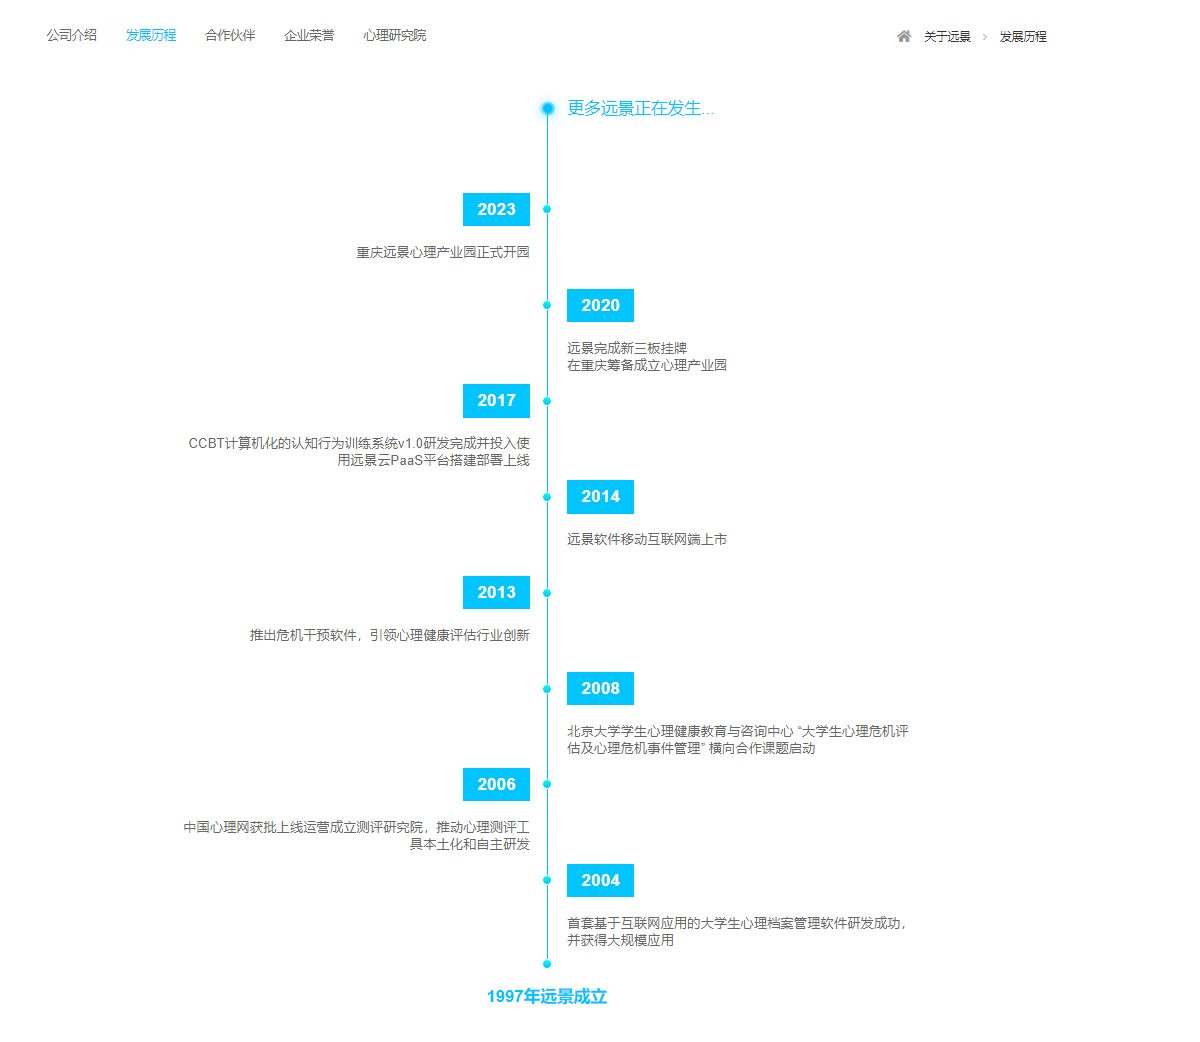 公司介绍 发展历程 合作伙伴 企业荣誉 心理研究院 关于远景 › 发展历程
更多远景正在发生...
2023
重庆远景心理产业园正式开园
2020
远景完成新三板挂牌
在重庆筹备成立心理产业园
2017
CCBT计算机化的认知行为训练系统v1.0研发完成并投入使
用远景云PaaS平台搭建部署上线
2014
远景软件移动互联网端上市
2013
推出危机干预软件，引领心理健康评估行业创新
2008
北京大学学生心理健康教育与咨询中心 “大学生心理危机评
估及心理危机事件管理” 横向合作课题启动
2006
中国心理网获批上线运营成立测评研究院，推动心理测评工
具本土化和自主研发
2004
首套基于互联网应用的大学生心理档案管理软件研发成功，
并获得大规模应用
1997年远景成立